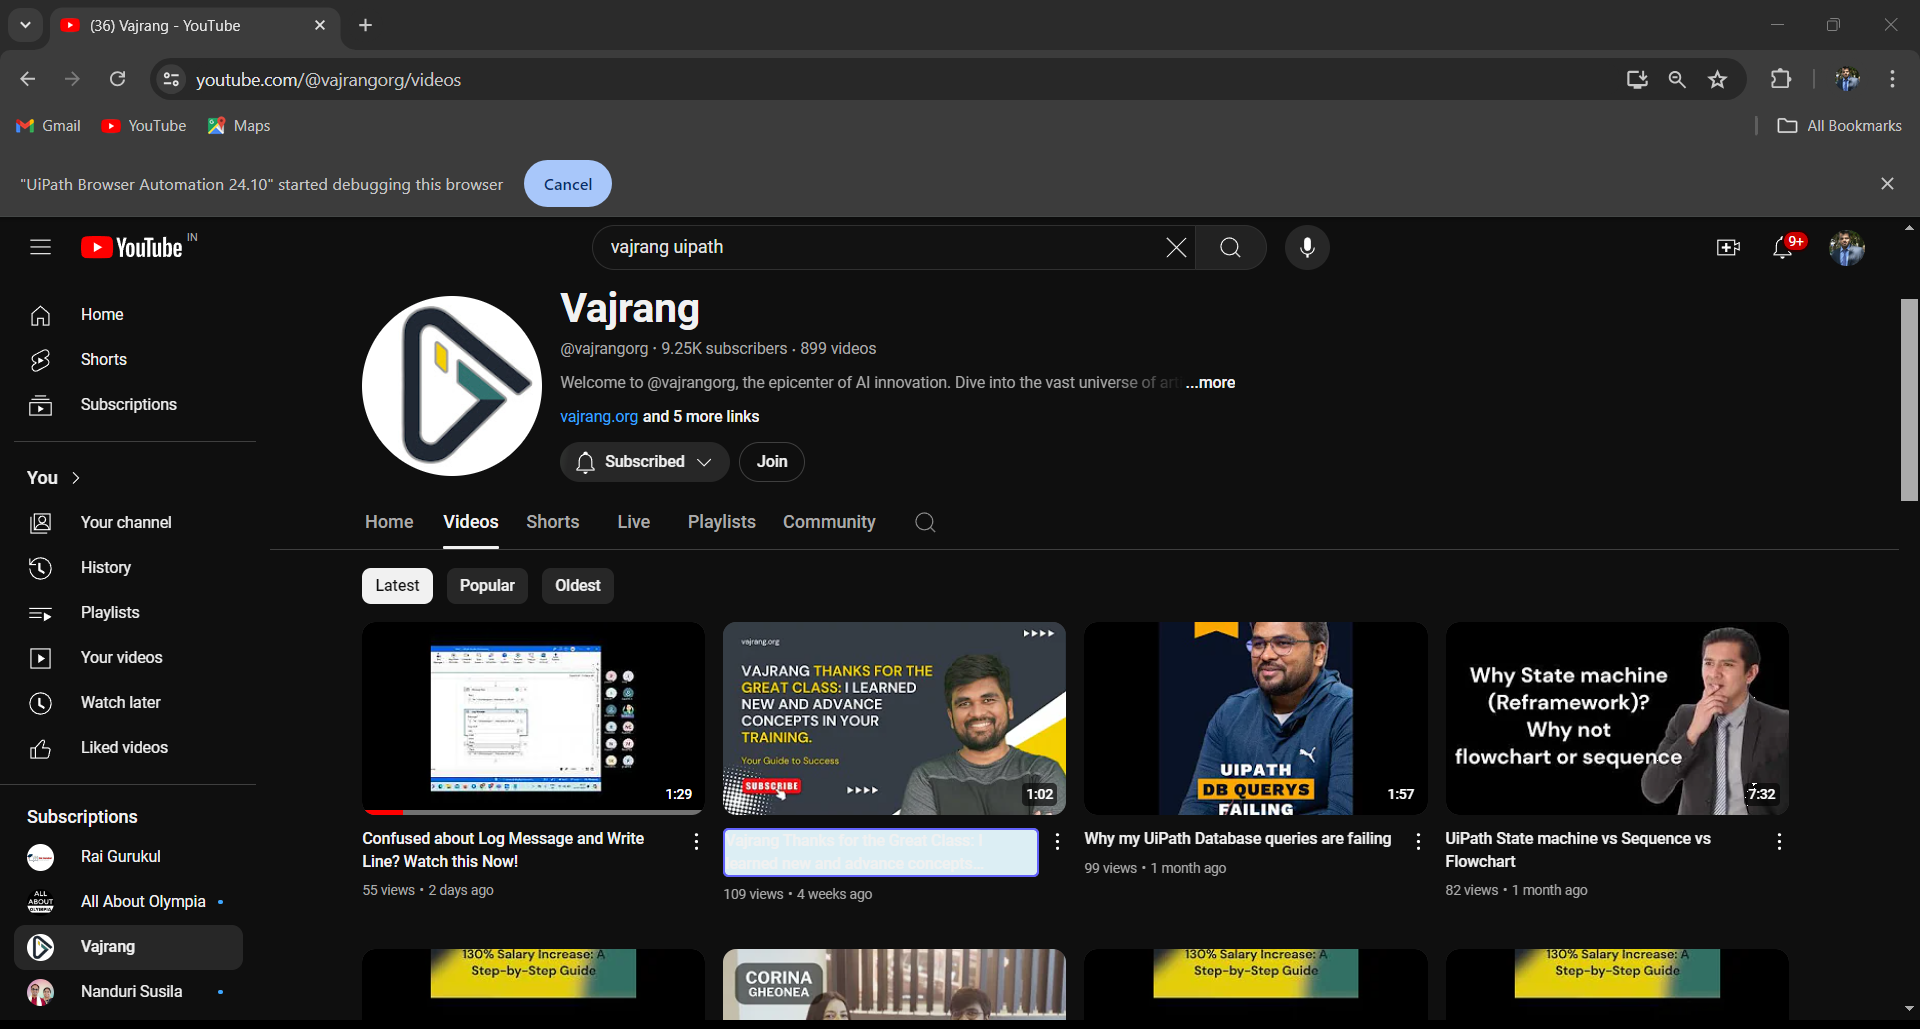 (36) Vajrang - YouTube
youtube.com/@vajrangorg/videos
Gmail
YouTube
Maps
All Bookmarks
"UiPath Browser Automation 24.10" started debugging this browser
Cancel
YouTube IN
vajrang uipath
9+
Home
Shorts
Subscriptions
You
Your channel
History
Playlists
Your videos
Watch later
Liked videos
Subscriptions
Rai Gurukul
ALL
ABOUT
OLYMPIA
All About Olympia
Vajrang
Nanduri Susila
Vajrang
@vajrangorg · 9.25K subscribers · 899 videos
Welcome to @vajrangorg, the epicenter of AI innovation. Dive into the vast universe of art ...more
vajrang.org and 5 more links
Subscribed
Join
Home
Videos
Shorts
Live
Playlists
Community
Latest
Popular
Oldest
1:29
Confused about Log Message and Write
Line? Watch this Now!
55 views • 2 days ago
vajrang.org
VAJRANG THANKS FOR THE
GREAT CLASS: I LEARNED
NEW AND ADVANCE
CONCEPTS IN YOUR
TRAINING.
Your Guide to Success
SUBSCRIBE
1:02
Vajrang Thanks for the Great Class: I
learned new and advance concepts...
109 views • 4 weeks ago
UIPATH
DB QUERYS
FAILING
1:57
Why my UiPath Database queries are failing
99 views • 1 month ago
Why State machine
(Reframework)?
Why not
flowchart or sequence
7:32
UiPath State machine vs Sequence vs
Flowchart
82 views • 1 month ago
130% Salary Increase: A
Step-by-Step Guide
CORINA
GHEONEA
130% Salary Increase: A
Step-by-Step Guide
130% Salary Increase: A
Step-by-Step Guide